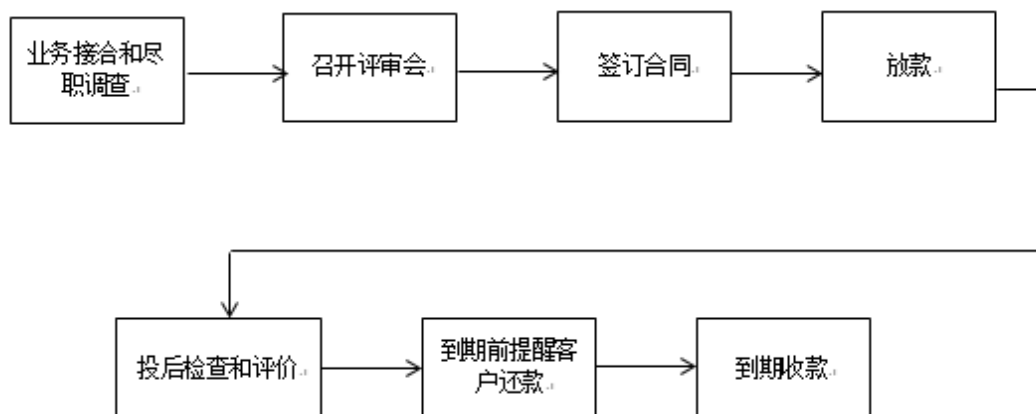 业务接洽和尽
职调查
召开评审会
签订合同
放款
投后检查和评价
到期前提醒客
户还款
到期收款